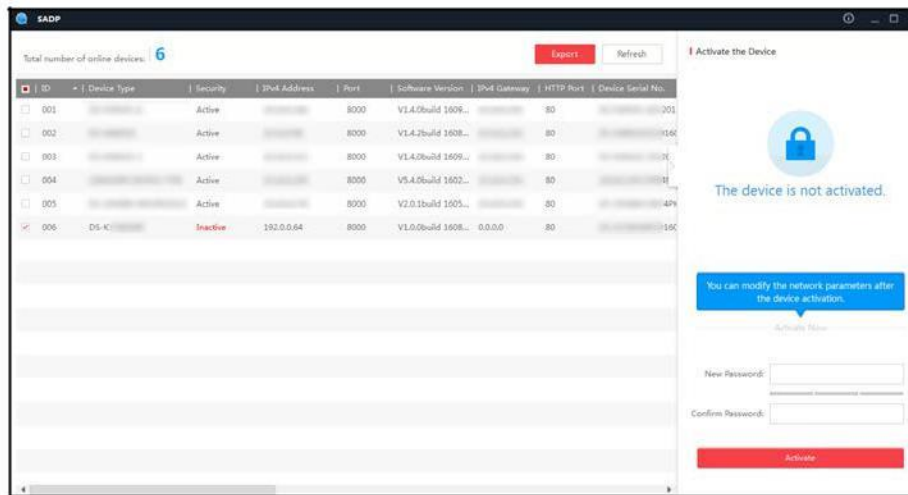 SADP
Total number of online devices: 6
Export
Refresh
ID | Device Type | Security | IPv4 Address | Port | Software Version | IPv4 Gateway | HTTP Port | Device Serial No.
001 Active 8000 V1.4.0build 1609... 80 201
002 Active 8000 V1.4.2build 1608... 80 160
003 Active 8000 V1.4.0build 1609... 80
004 Active 8000 V5.4.0build 1602... 80
005 Active 8000 V2.0.1build 1605... 80
006 DS-K Inactive 192.0.0.64 8000 V1.0.0build 1608... 0.0.0.0 80 160
Activate the Device
The device is not activated.
You can modify the network parameters after
the device activation.
Activate Now
New Password:
Confirm Password:
Activate